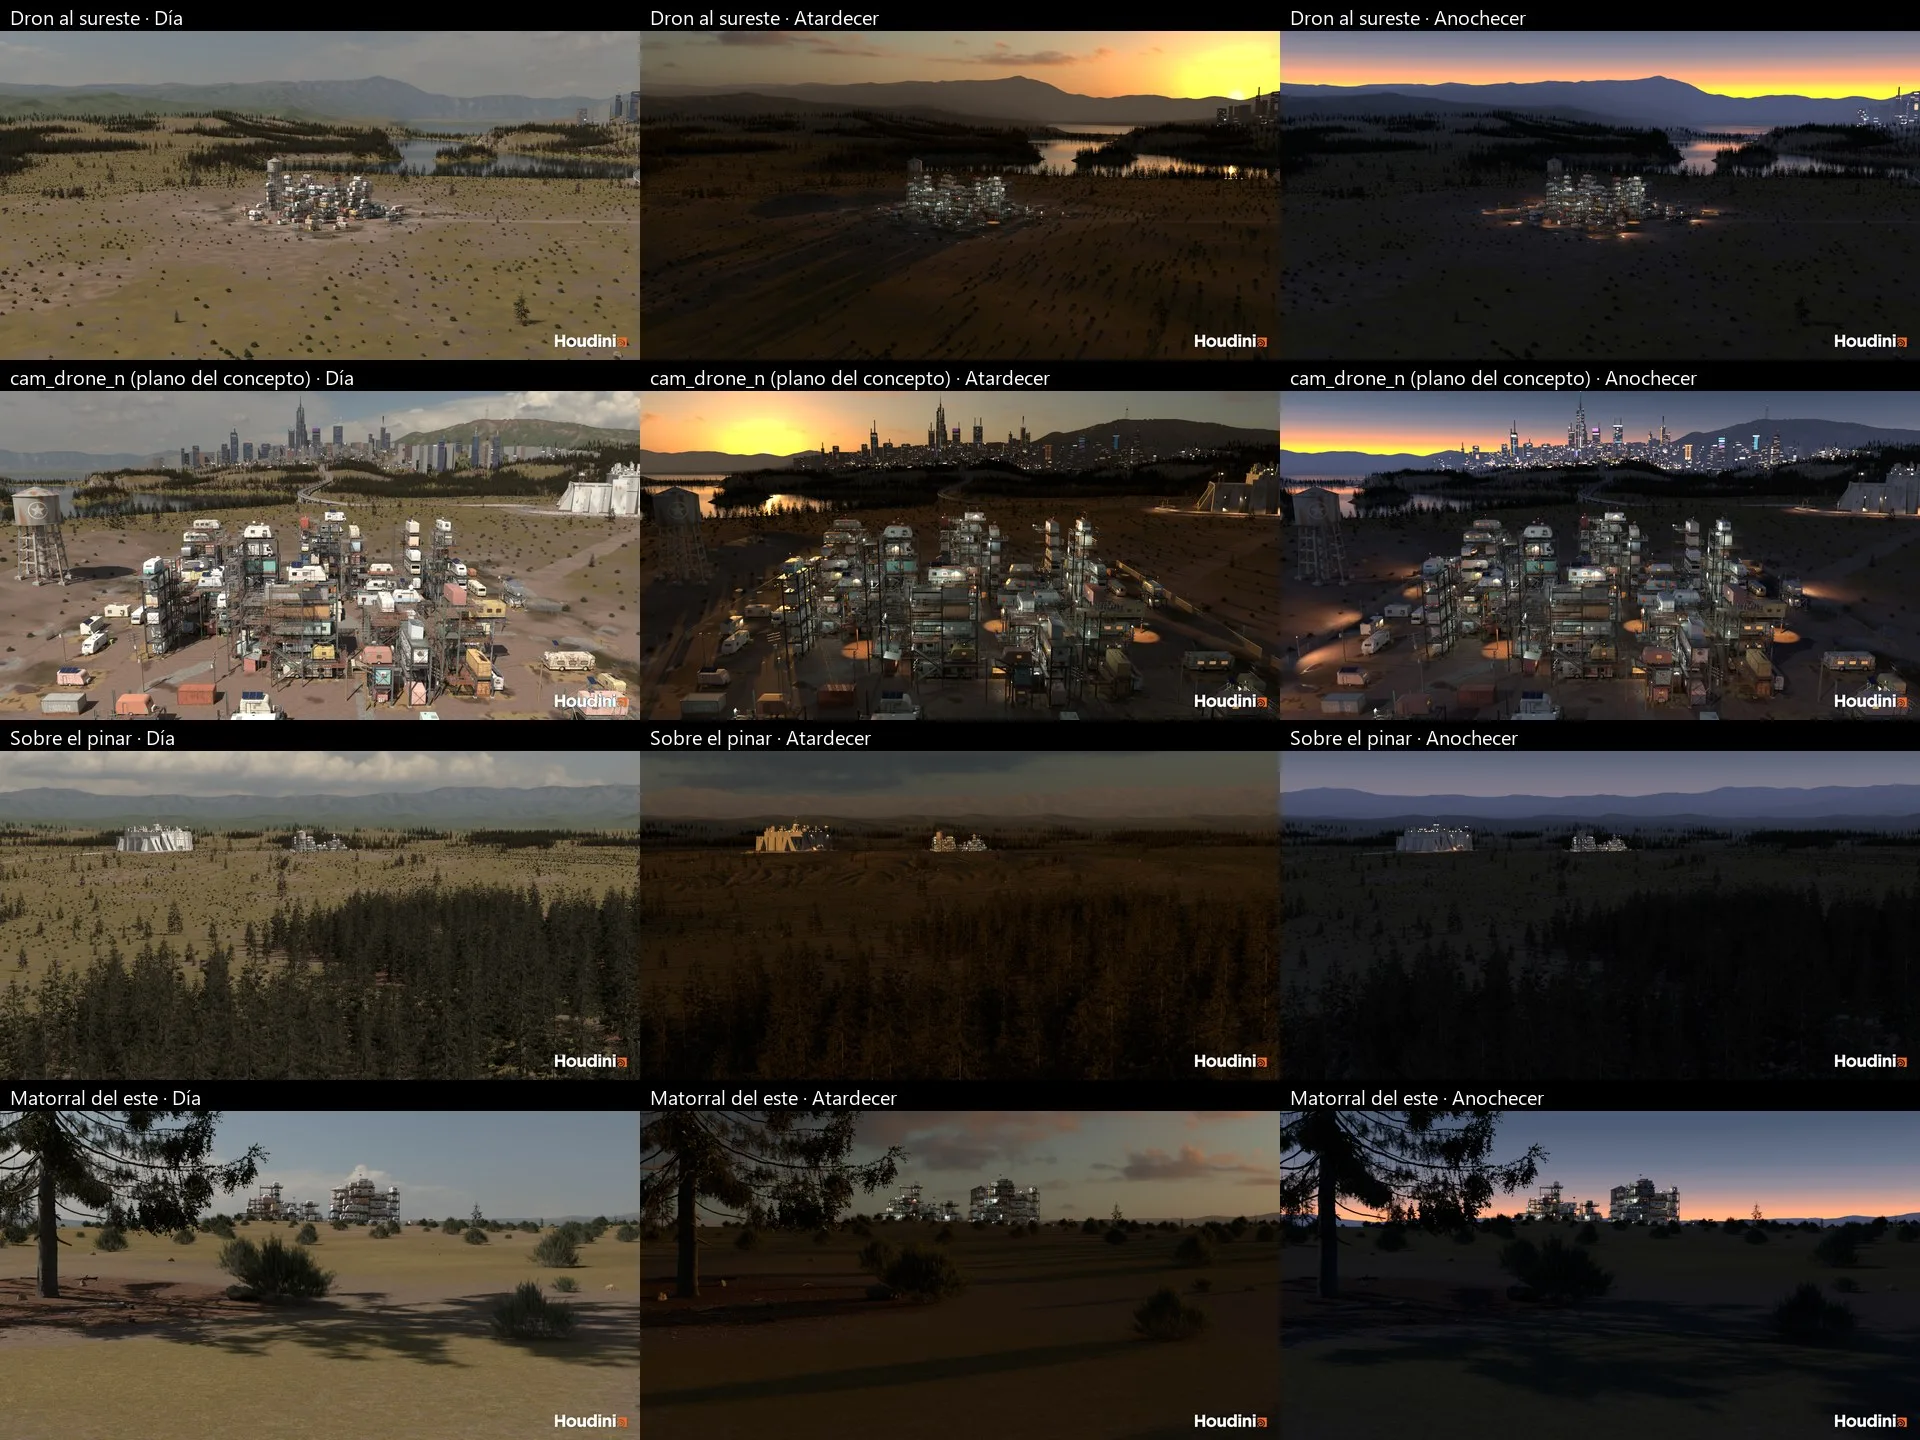 Dron al sureste · Día
Dron al sureste · Atardecer
Dron al sureste · Anochecer
Houdini
Houdini
Houdini
cam_drone_n (plano del concepto) · Día
cam_drone_n (plano del concepto) · Atardecer
cam_drone_n (plano del concepto) · Anochecer
Houdini
Houdini
Houdini
Sobre el pinar · Día
Sobre el pinar · Atardecer
Sobre el pinar · Anochecer
Houdini
Houdini
Houdini
Matorral del este · Día
Matorral del este · Atardecer
Matorral del este · Anochecer
Houdini
Houdini
Houdini